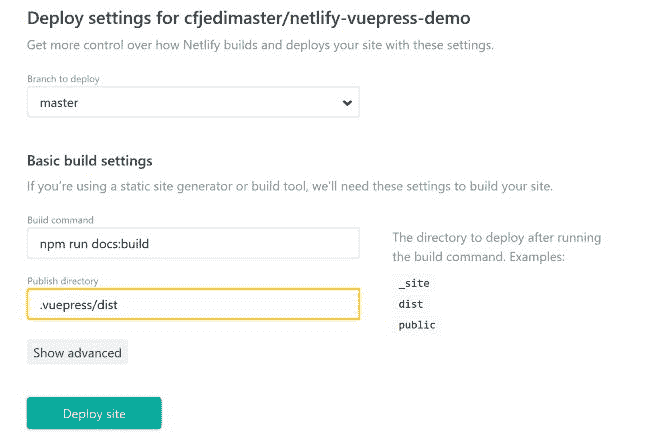 Deploy settings for cfjedimaster/netlify-vuepress-demo
Get more control over how Netlify builds and deploys your site with these settings.
Branch to deploy
master
Basic build settings
If you're using a static site generator or build tool, we'll need these settings to build your site.
Build command
npm run docs:build
The directory to deploy after running
the build command. Examples:
_site
dist
public
Publish directory
.vuepress/dist
Show advanced
Deploy site